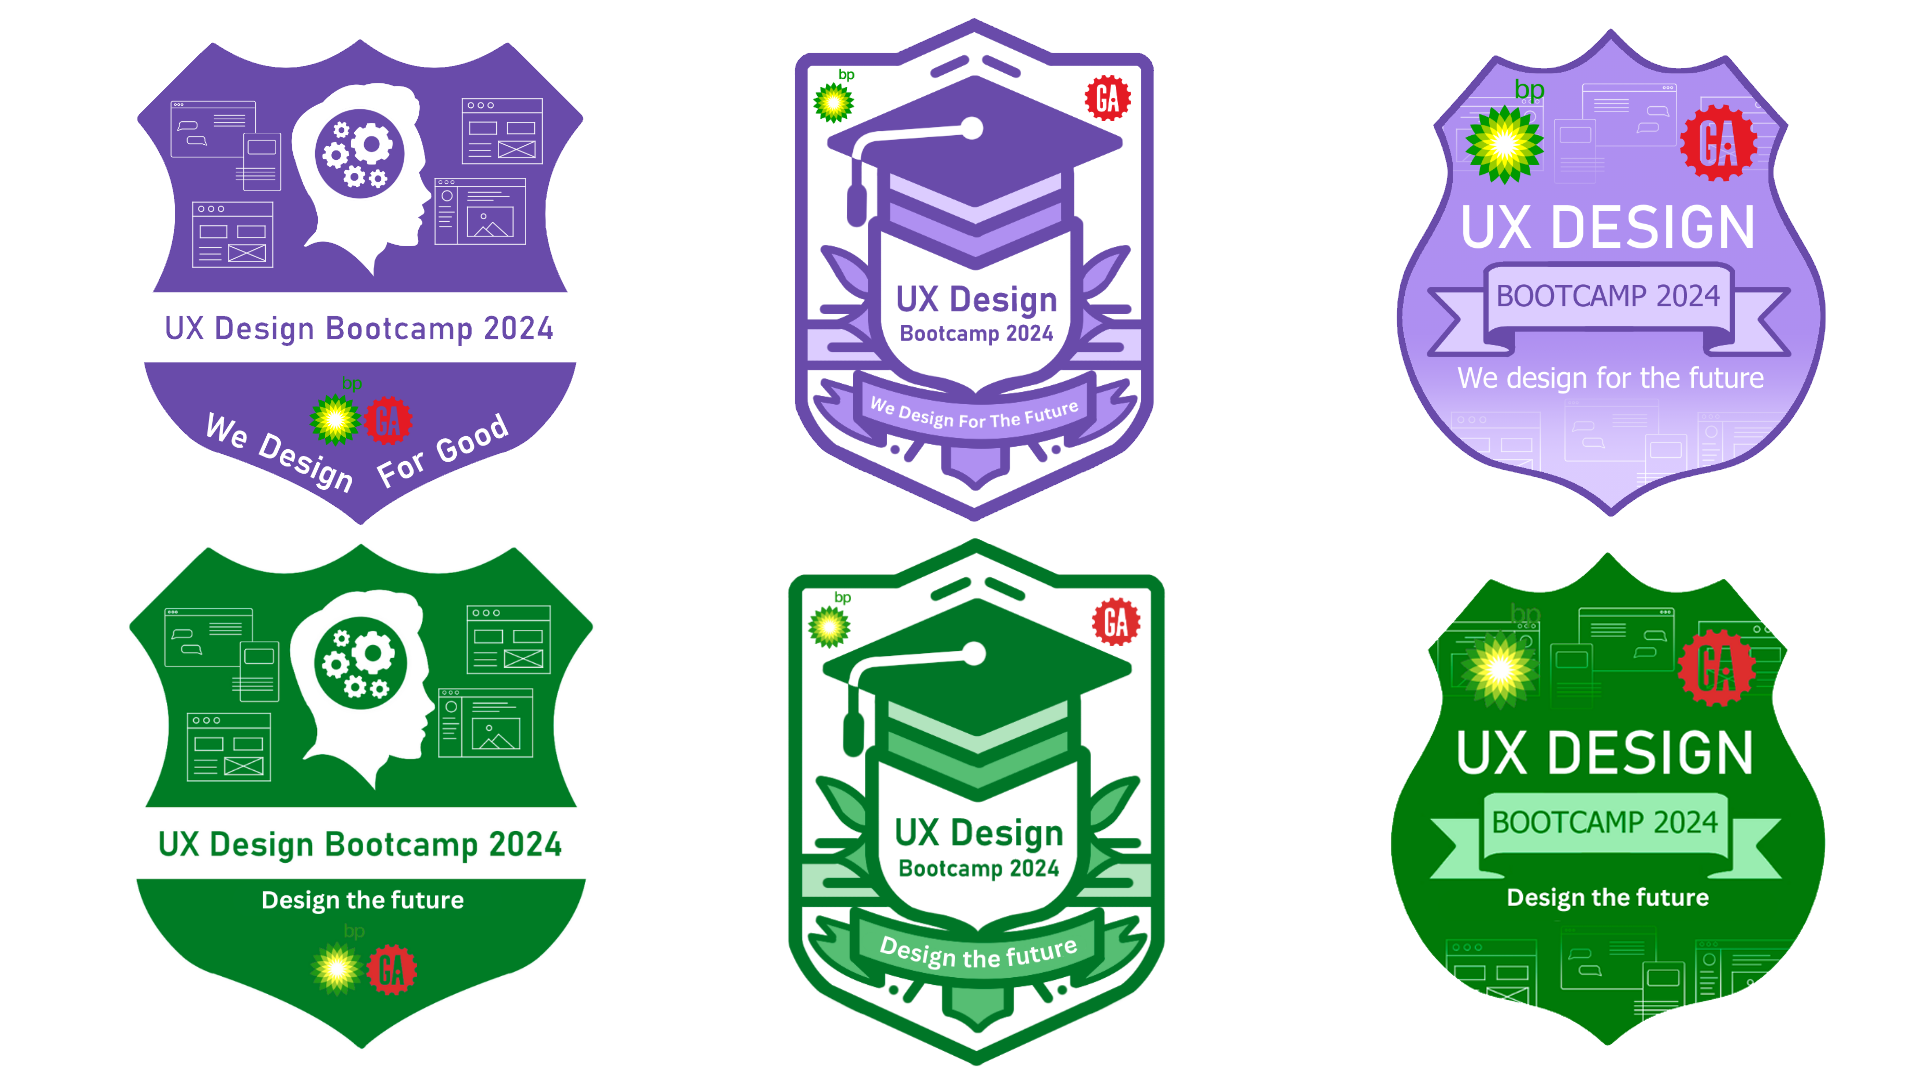 UX Design Bootcamp 2024
bp
GA
We Design For Good
bp
GA
UX Design
Bootcamp 2024
We Design For The Future
bp
GA
UX DESIGN
BOOTCAMP 2024
We design for the future
UX Design Bootcamp 2024
Design the future
bp
GA
bp
GA
UX Design
Bootcamp 2024
Design the future
bp
GA
UX DESIGN
BOOTCAMP 2024
Design the future